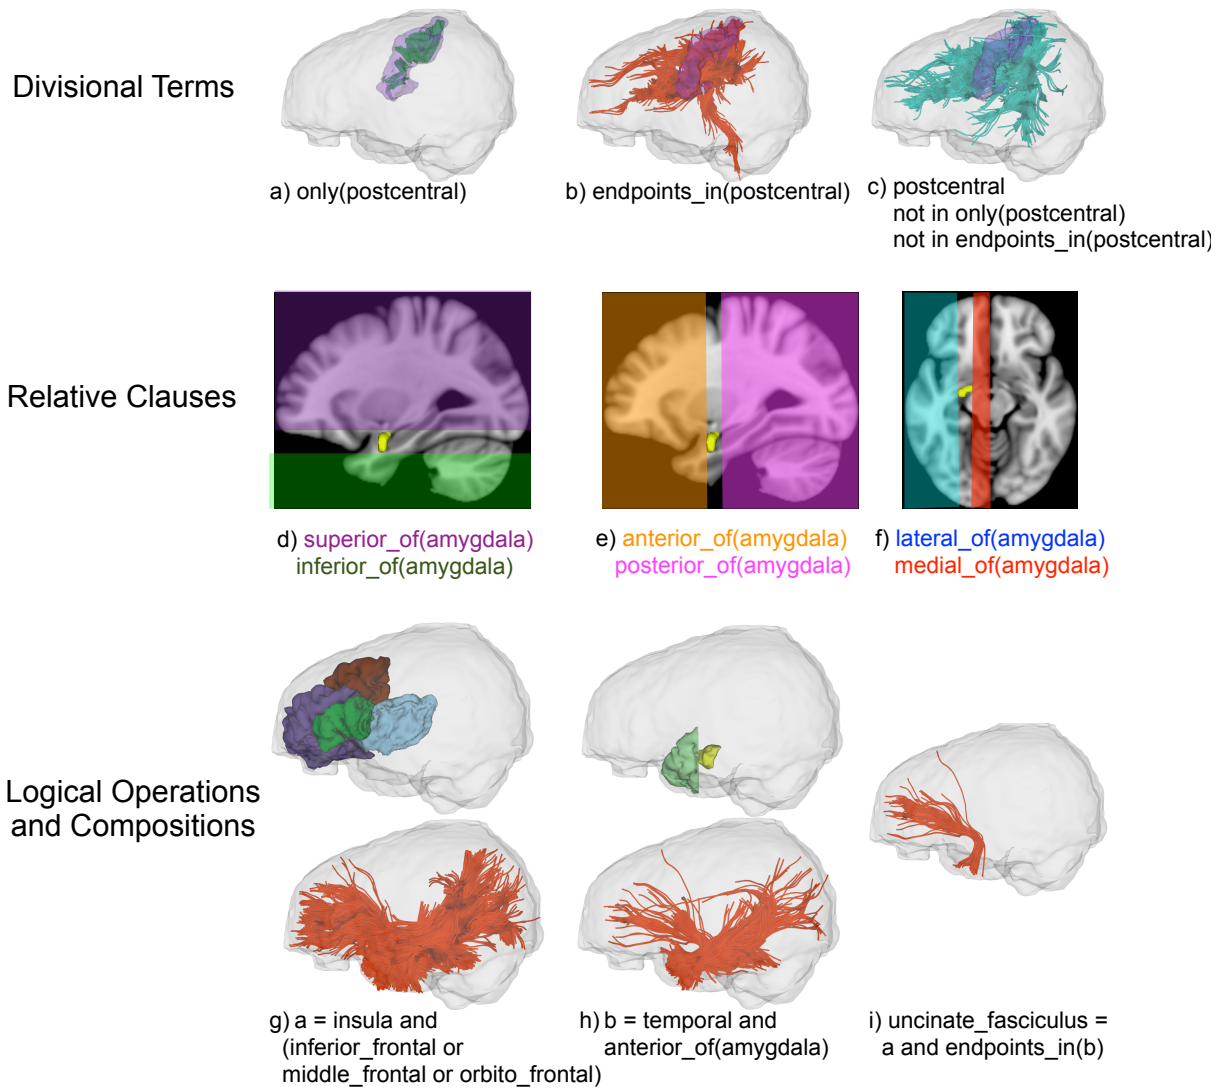 Divisional Terms
a) only(postcentral)
b) endpoints_in(postcentral)
c) postcentral
not in only(postcentral)
not in endpoints_in(postcentral)
Relative Clauses
d) superior_of(amygdala)
inferior_of(amygdala)
e) anterior_of(amygdala)
posterior_of(amygdala)
f) lateral_of(amygdala)
medial_of(amygdala)
Logical Operations
and Compositions
g) a = insula and
(inferior_frontal or
middle_frontal or orbito_frontal)
h) b = temporal and
anterior_of(amygdala)
i) uncinate_fasciculus =
a and endpoints_in(b)